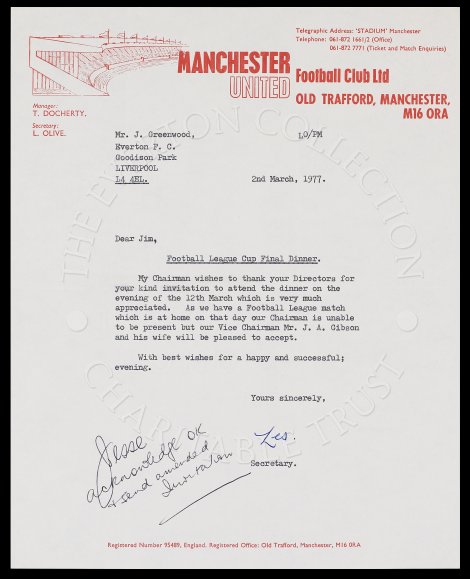 Telegraphic Address: 'STADIUM' Manchester
Telephone: 061-872 1661/2 (Office)
061-872 7771 (Ticket and Match Enquiries)
MANCHESTER
UNITED
Football Club Ltd
OLD TRAFFORD, MANCHESTER,
M16 0RA
Manager:
T. DOCHERTY.
Secretary:
L. OLIVE.
Mr. J. Greenwood, LO/PM
Everton F. C.
Goodison Park
LIVERPOOL
L4 4EL. 2nd March, 1977.
Dear Jim,
Football League Cup Final Dinner.
My Chairman wishes to thank your Directors for
your kind invitation to attend the dinner on the
evening of the 12th March which is very much
appreciated. As we have a Football League match
which is at home on that day our Chairman is unable
to be present but our Vice Chairman Mr. J. A. Gibson
and his wife will be pleased to accept.
With best wishes for a happy and successful;
evening.
Yours sincerely,
Les.
Secretary.
Jesse
acknowledge OK
+ send amended
Invitation
Registered Number 95489, England. Registered Office: Old Trafford, Manchester, M16 0RA
THE EVERTON COLLECTION
CHARITABLE TRUST